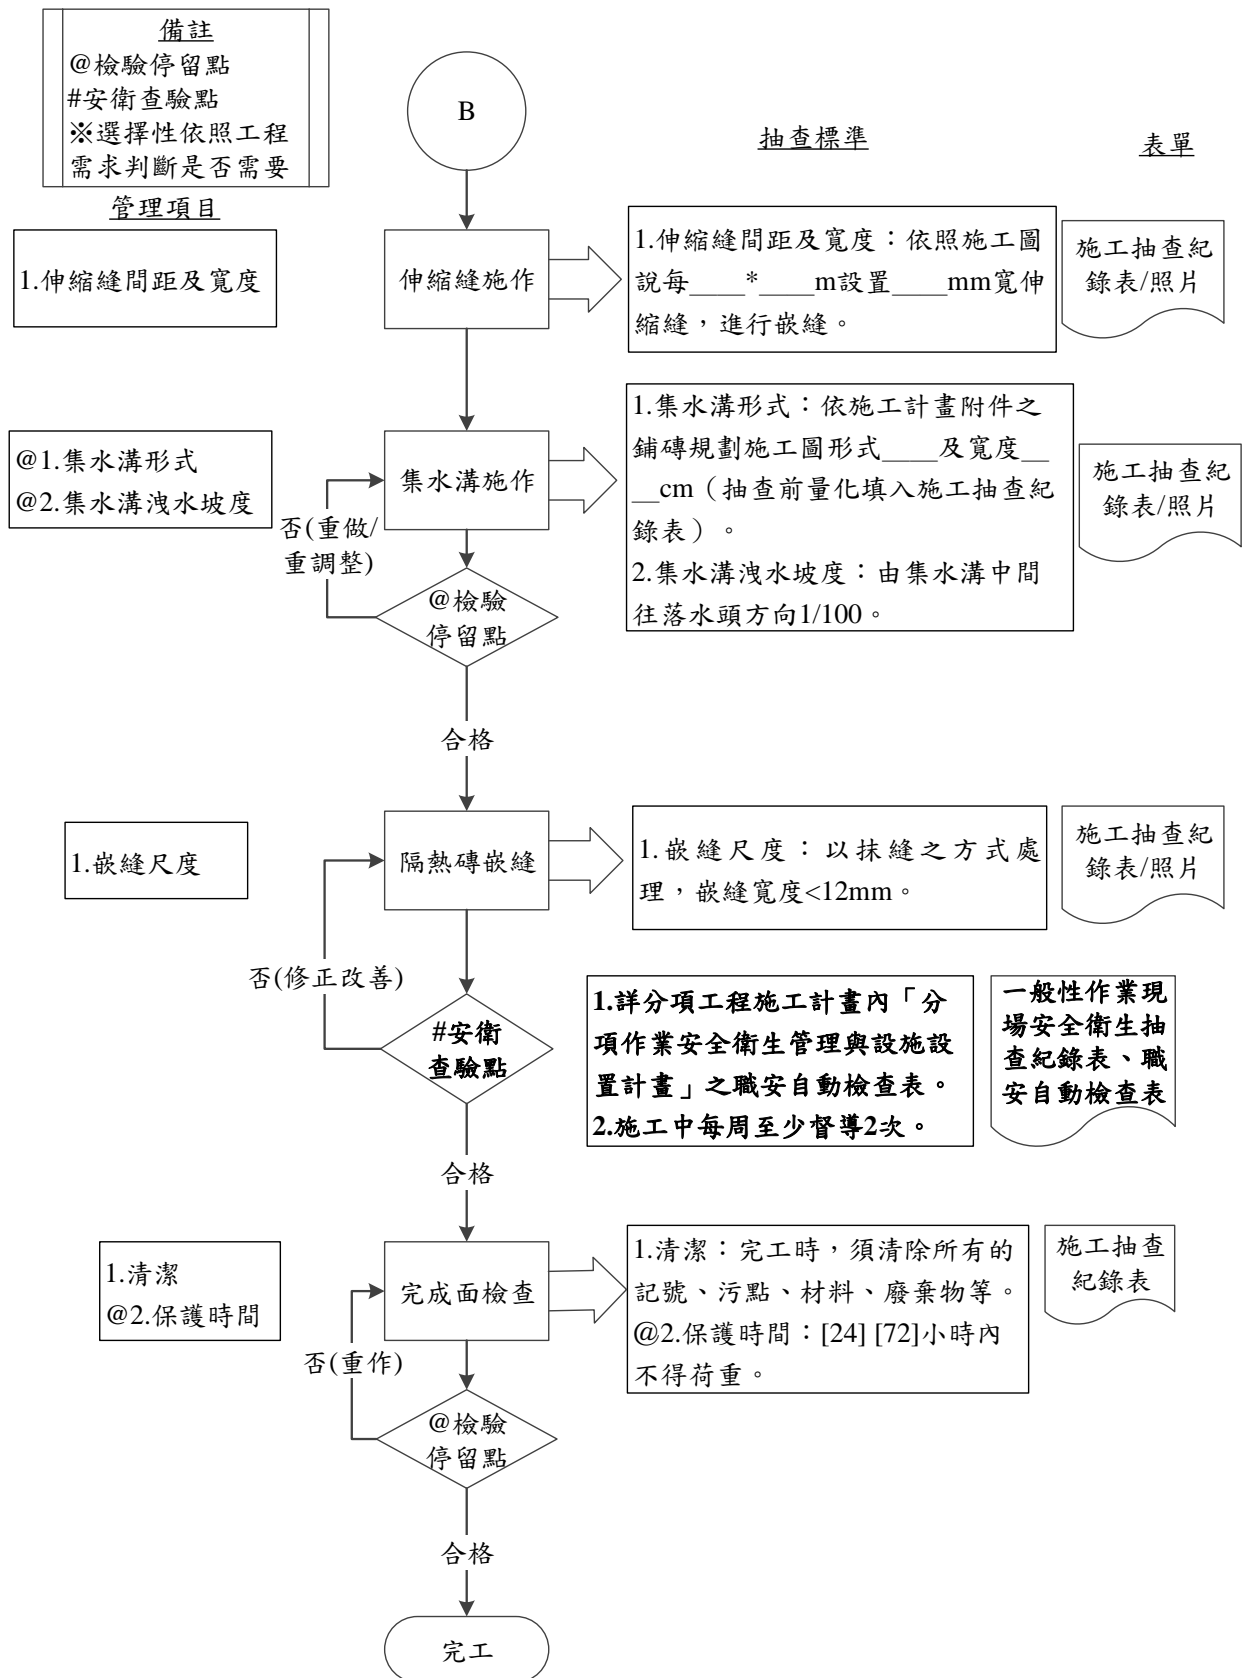 備註
@檢驗停留點
#安衛查驗點
※選擇性依照工程
需求判斷是否需要
B
抽查標準
表單
管理項目
1.伸縮縫間距及寬度
伸縮縫施作
1.伸縮縫間距及寬度：依照施工圖
說每____*____m設置____mm寬伸
縮縫，進行嵌縫。
施工抽查紀
錄表/照片
@1.集水溝形式
@2.集水溝洩水坡度
集水溝施作
1.集水溝形式：依施工計畫附件之
鋪磚規劃施工圖形式____及寬度__
__cm（抽查前量化填入施工抽查紀
錄表）。
2.集水溝洩水坡度：由集水溝中間
往落水頭方向1/100。
施工抽查紀
錄表/照片
否(重做/
重調整)
@檢驗
停留點
合格
1.嵌縫尺度
隔熱磚嵌縫
1.嵌縫尺度：以抹縫之方式處
理，嵌縫寬度<12mm。
施工抽查紀
錄表/照片
否(修正改善)
#安衛
查驗點
1.詳分項工程施工計畫內「分
項作業安全衛生管理與設施設
置計畫」之職安自動檢查表。
2.施工中每周至少督導2次。
一般性作業現
場安全衛生抽
查紀錄表、職
安自動檢查表
合格
1.清潔
@2.保護時間
完成面檢查
1.清潔：完工時，須清除所有的
記號、污點、材料、廢棄物等。
@2.保護時間：[24] [72]小時內
不得荷重。
施工抽查
紀錄表
否(重作)
@檢驗
停留點
合格
完工